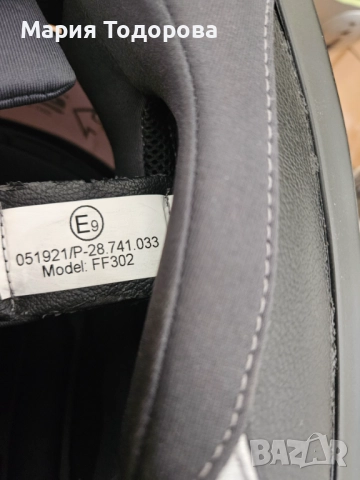 Мария Тодорова
E9
051921/P-28.741.033
Model: FF302
BAZAR